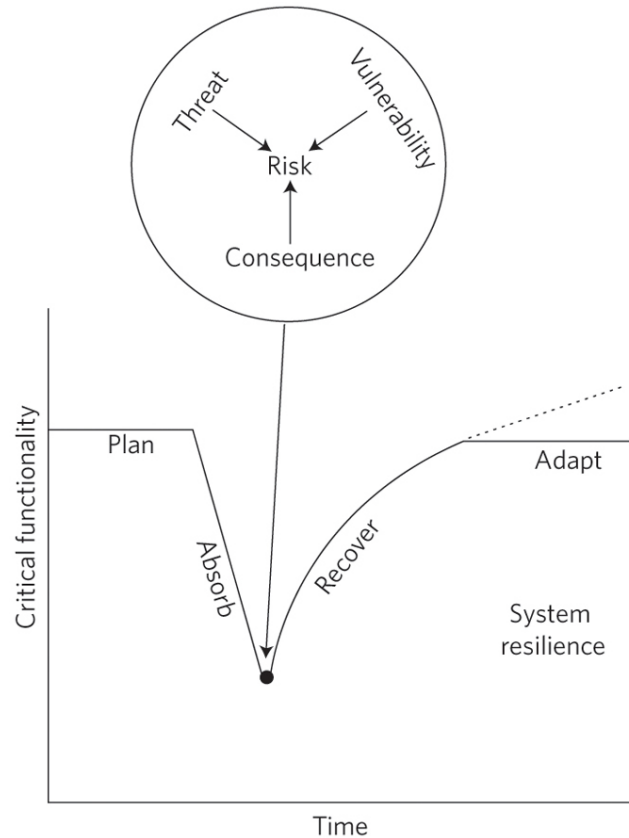 Threat
Vulnerability
Risk
Consequence
Critical functionality
Plan
Absorb
Recover
Adapt
System
resilience
Time